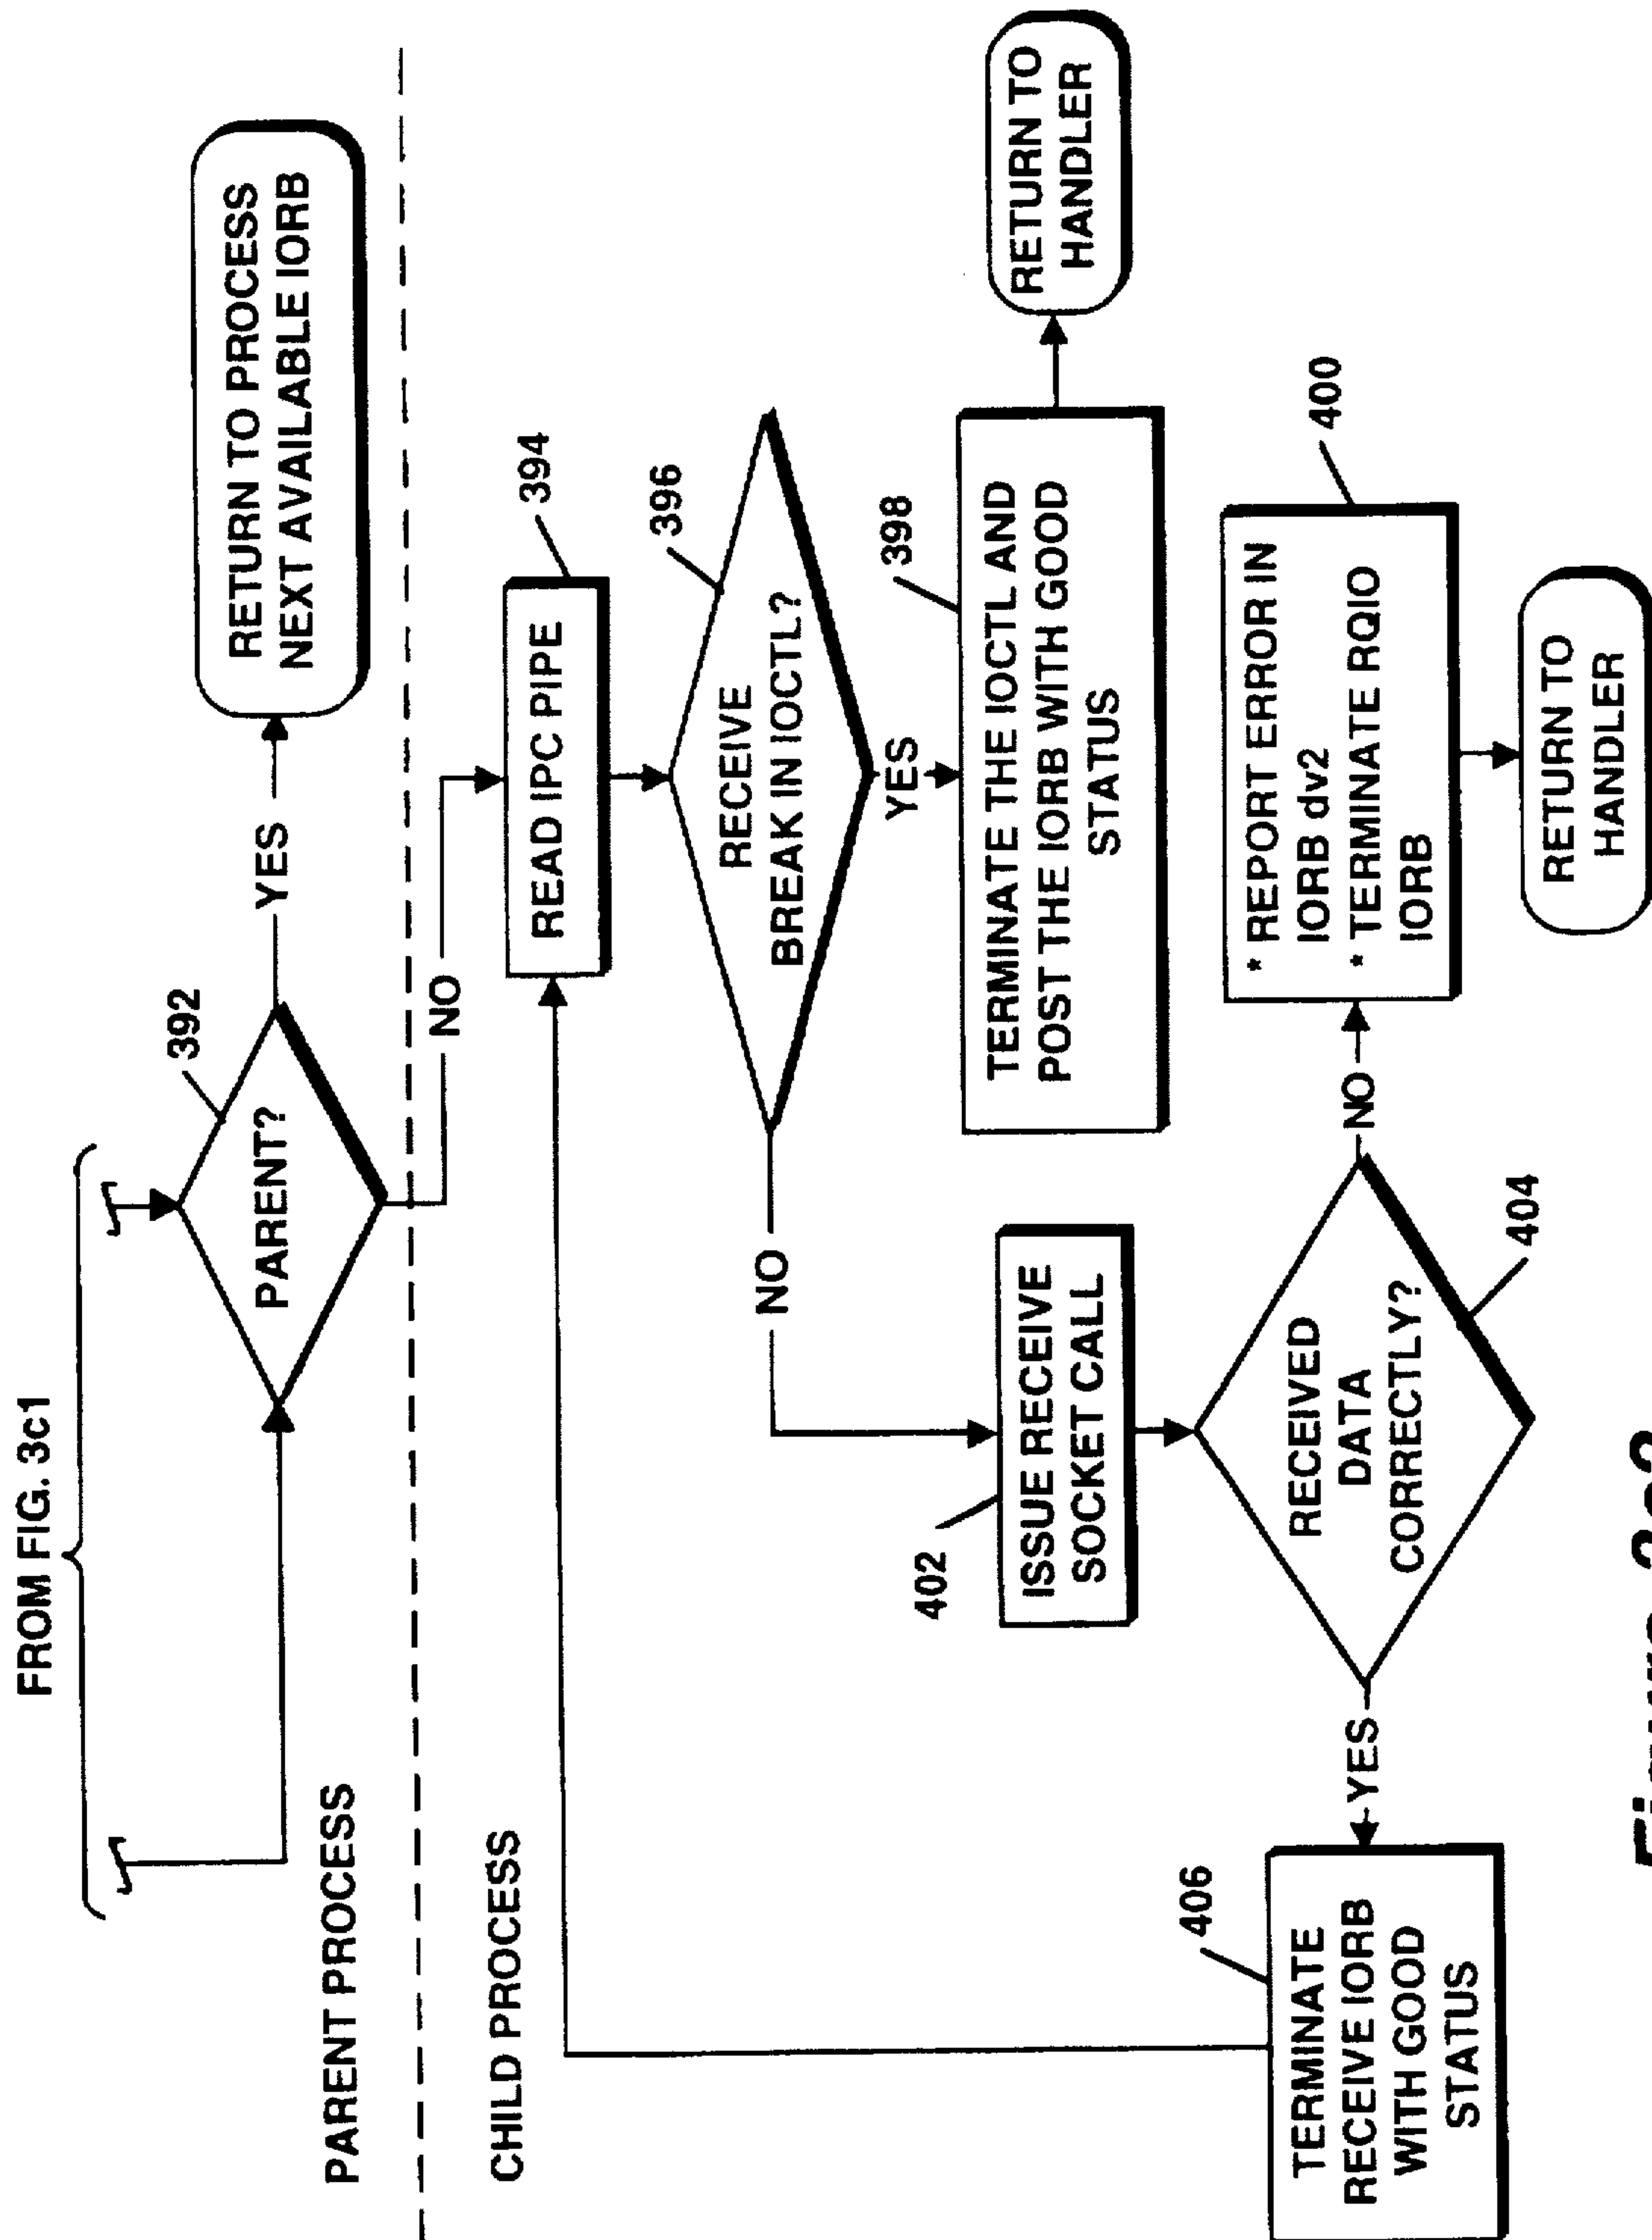 FROM FIG. 3c1
392
PARENT?
YES
RETURN TO PROCESS
NEXT AVAILABLE IORB
PARENT PROCESS
NO
CHILD PROCESS
394
READ IPC PIPE
396
RECEIVE
BREAK IN IOCTL?
NO
YES
398
TERMINATE THE IOCTL AND
POST THE IORB WITH GOOD
STATUS
RETURN TO
HANDLER
402
ISSUE RECEIVE
SOCKET CALL
RECEIVED
DATA
CORRECTLY?
404
NO
400
* REPORT ERROR IN
IORB dv2
* TERMINATE RQIO
IORB
RETURN TO
HANDLER
YES
406
TERMINATE
RECEIVE IORB
WITH GOOD
STATUS